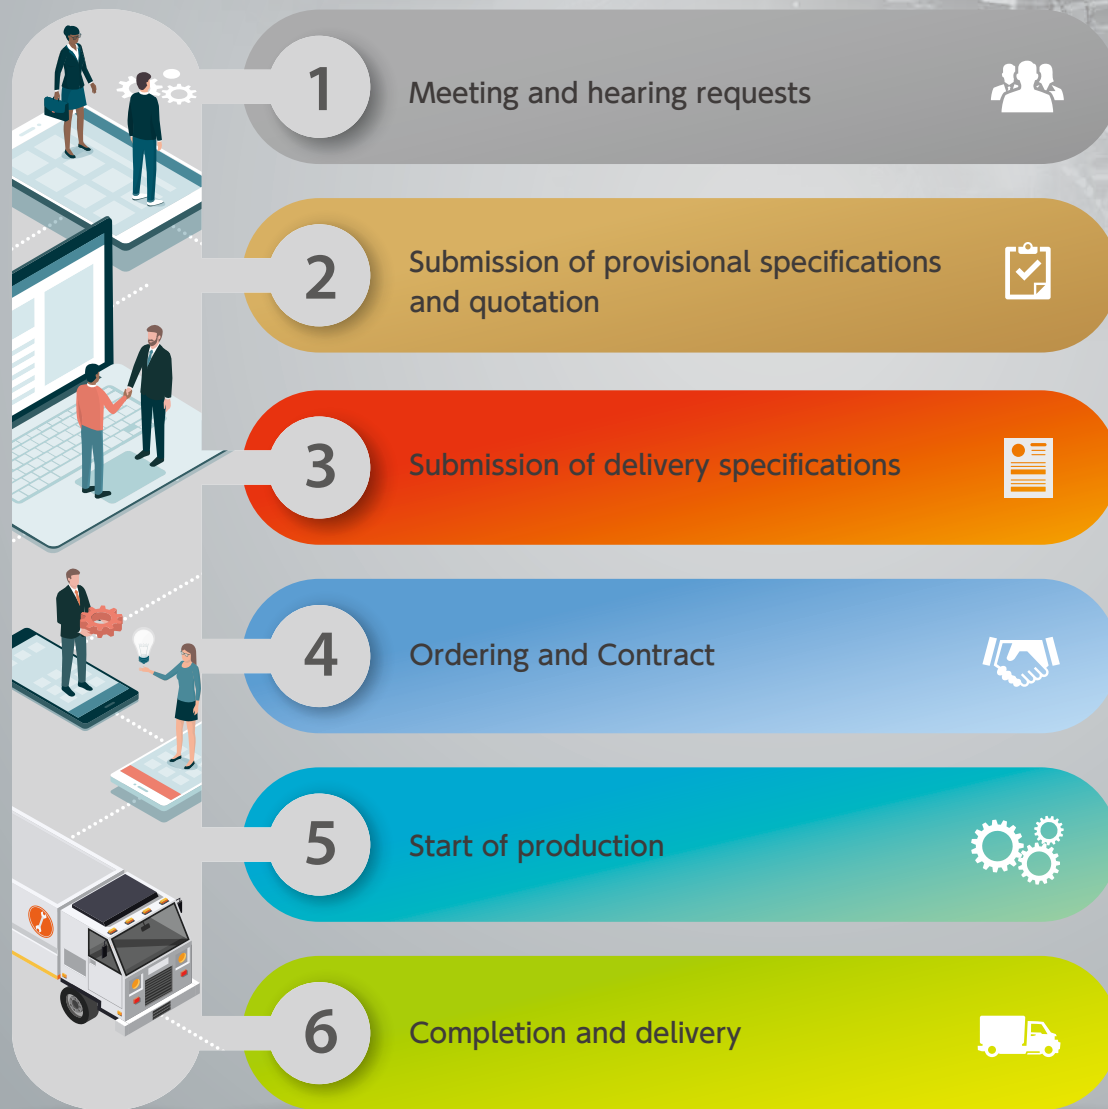 1
Meeting and hearing requests
2
Submission of provisional specifications
and quotation
3
Submission of delivery specifications
4
Ordering and Contract
5
Start of production
6
Completion and delivery